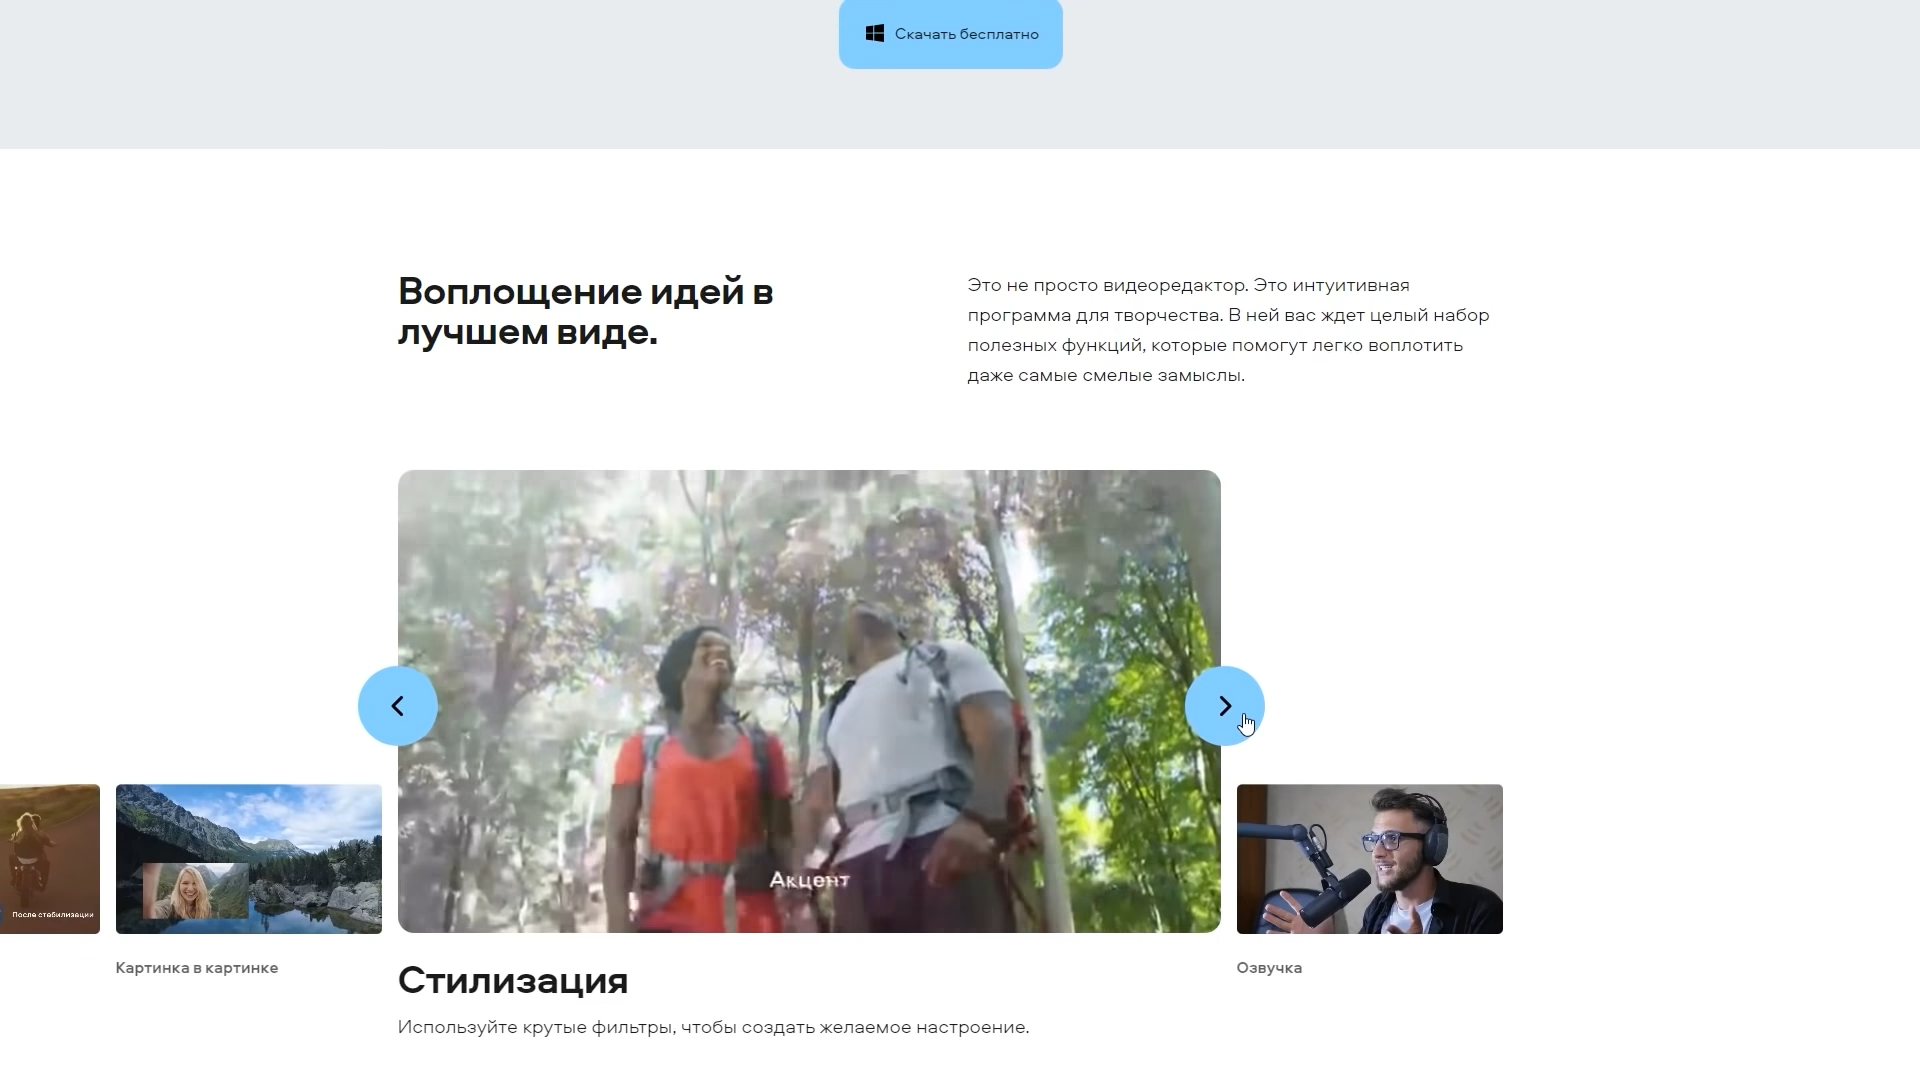 Скачать бесплатно
Воплощение идей в
лучшем виде.
Это не просто видеоредактор. Это интуитивная
программа для творчества. В ней вас ждет целый набор
полезных функций, которые помогут легко воплотить
даже самые смелые замыслы.
Акцент
После стабилизации
Картинка в картинке
Стилизация
Используйте крутые фильтры, чтобы создать желаемое настроение.
Озвучка